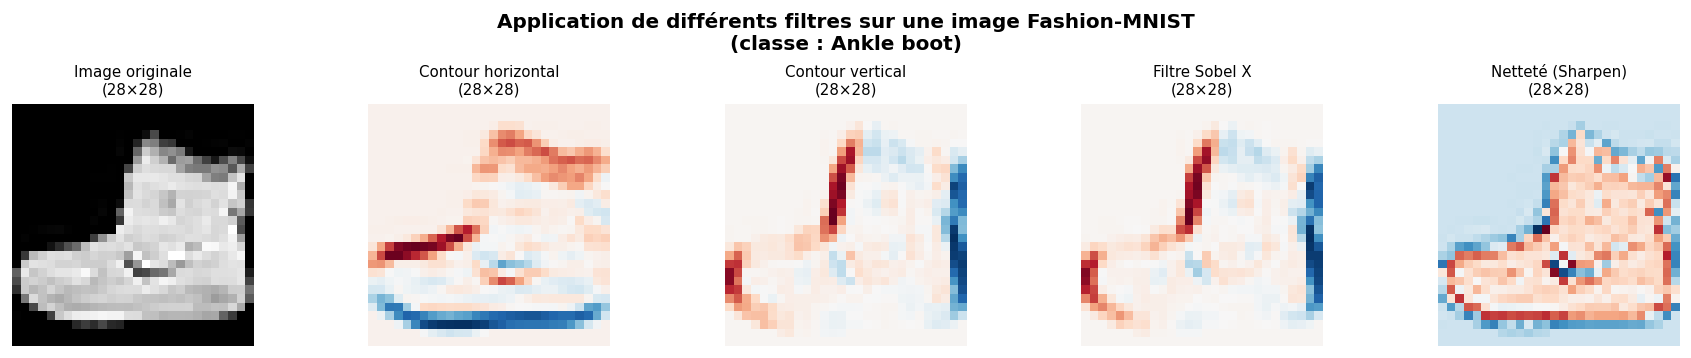 Application de différents filtres sur une image Fashion-MNIST
(classe : Ankle boot)
Image originale
(28×28)
Contour horizontal
(28×28)
Contour vertical
(28×28)
Filtre Sobel X
(28×28)
Netteté (Sharpen)
(28×28)